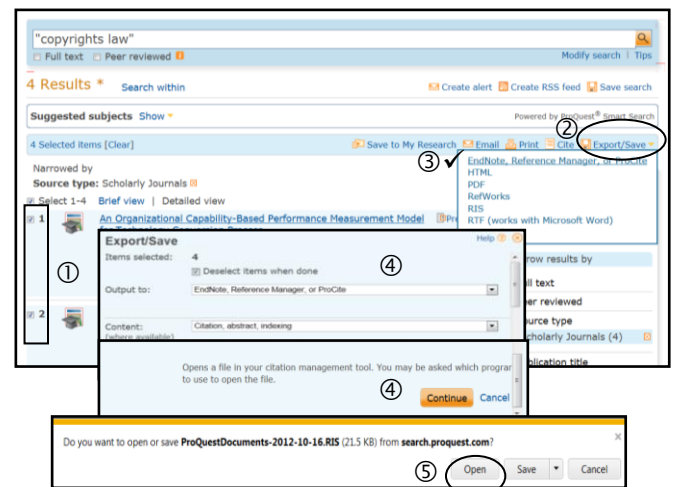 "copyrights law"
Full text Peer reviewed
Modify search | Tips
4 Results * Search within
Create alert Create RSS feed Save search
Suggested subjects Show
Powered by ProQuest® Smart Search
②
4 Selected items [Clear]
Save to My Research Email Print Cite Export/Save
③ ✓
EndNote, Reference Manager, or ProCite
HTML
PDF
RefWorks
RIS
RTF (works with Microsoft Word)
Narrowed by
Source type: Scholarly Journals
Select 1-4 Brief view | Detailed view
1 An Organizational Capability-Based Performance Measurement Model
①
2
Export/Save
Help
Items selected: 4
Deselect items when done
④
Output to: EndNote, Reference Manager, or ProCite
Content: Citation, abstract, indexing
(where available)
row results by
ll text
er reviewed
urce type
cholarly Journals (4)
lication title
Opens a file in your citation management tool. You may be asked which progra
to use to open the file.
④
Continue Cancel
Do you want to open or save ProQuestDocuments-2012-10-16.RIS (21.5 KB) from search.proquest.com?
×
⑤
Open Save Cancel